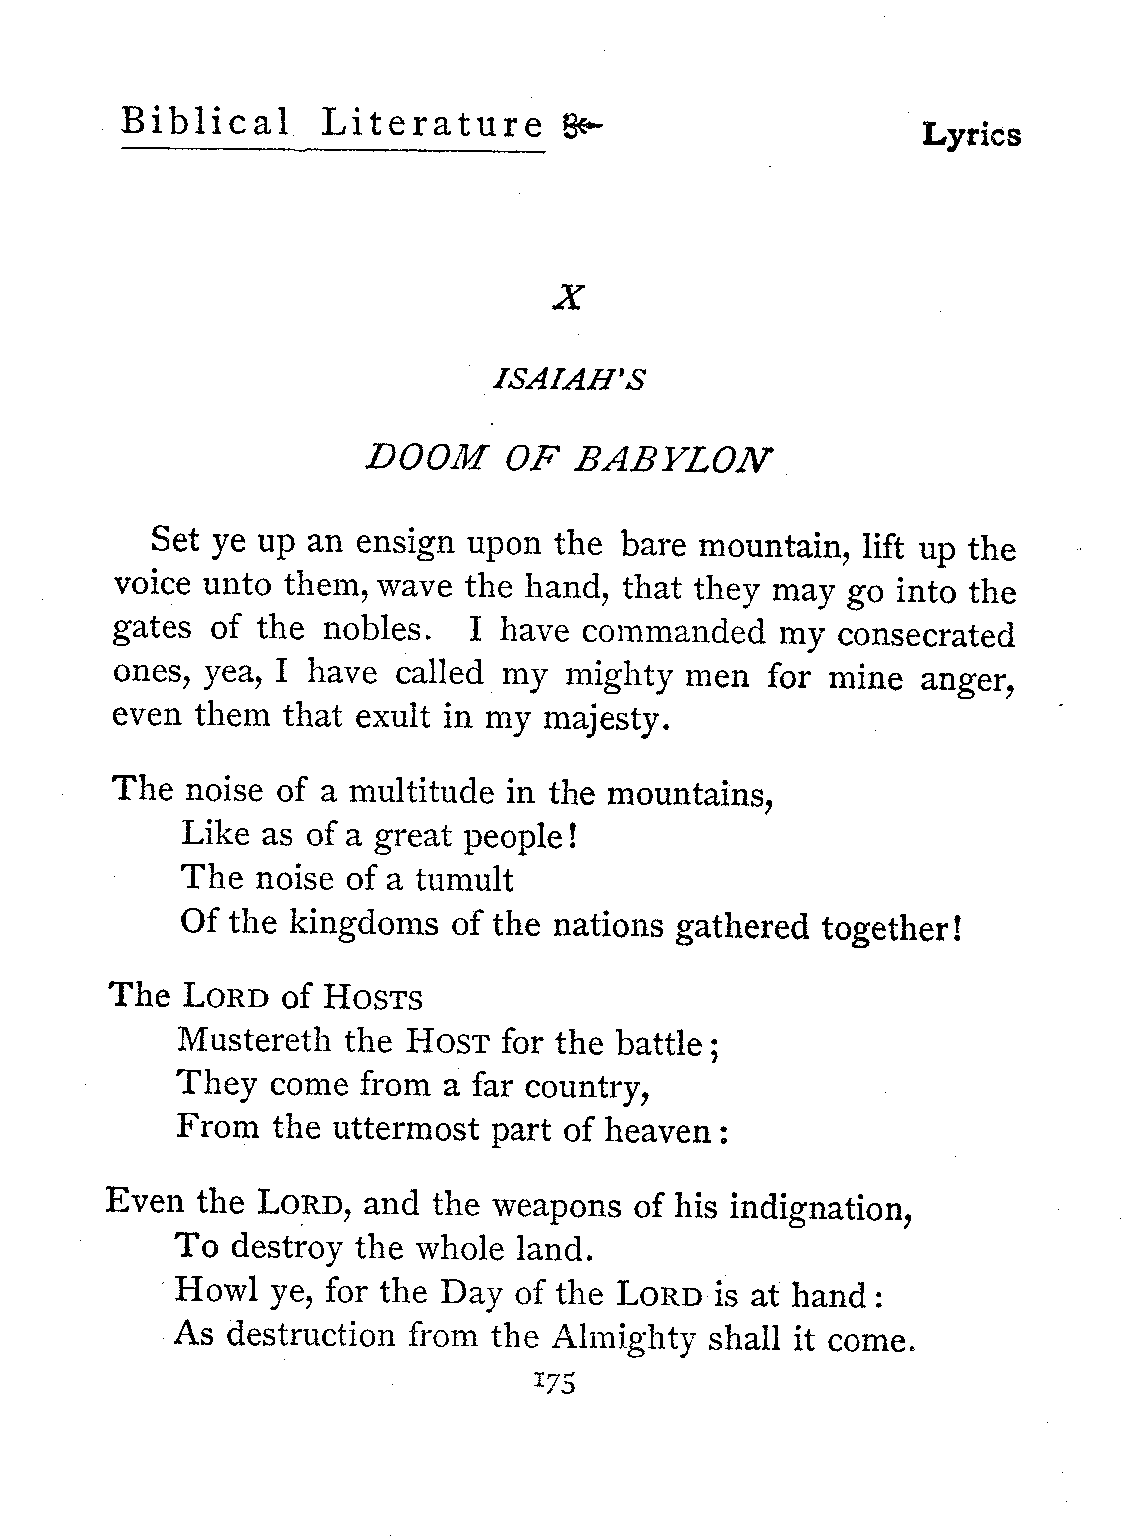 Biblical Literature
Lyrics
X
ISAIAH'S
DOOM OF BABYLON
Set ye up an ensign upon the bare mountain, lift up the
voice unto them, wave the hand, that they may go into the
gates of the nobles. I have commanded my consecrated
ones, yea, I have called my mighty men for mine anger,
even them that exult in my majesty.
The noise of a multitude in the mountains,
Like as of a great people!
The noise of a tumult
Of the kingdoms of the nations gathered together!
The LORD of HOSTS
Mustereth the HOST for the battle;
They come from a far country,
From the uttermost part of heaven:
Even the LORD, and the weapons of his indignation,
To destroy the whole land.
Howl ye, for the Day of the LORD is at hand:
As destruction from the Almighty shall it come.
175